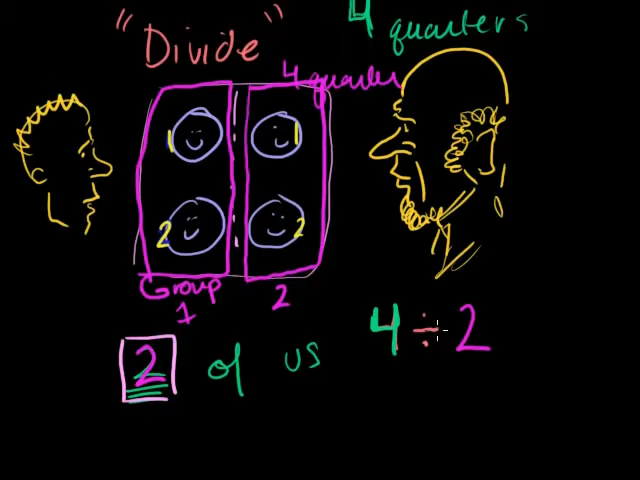 4 quarters
"Divide"
4 quarters
1 1
2 2
Group 1
2
4 ÷ 2
2 of us